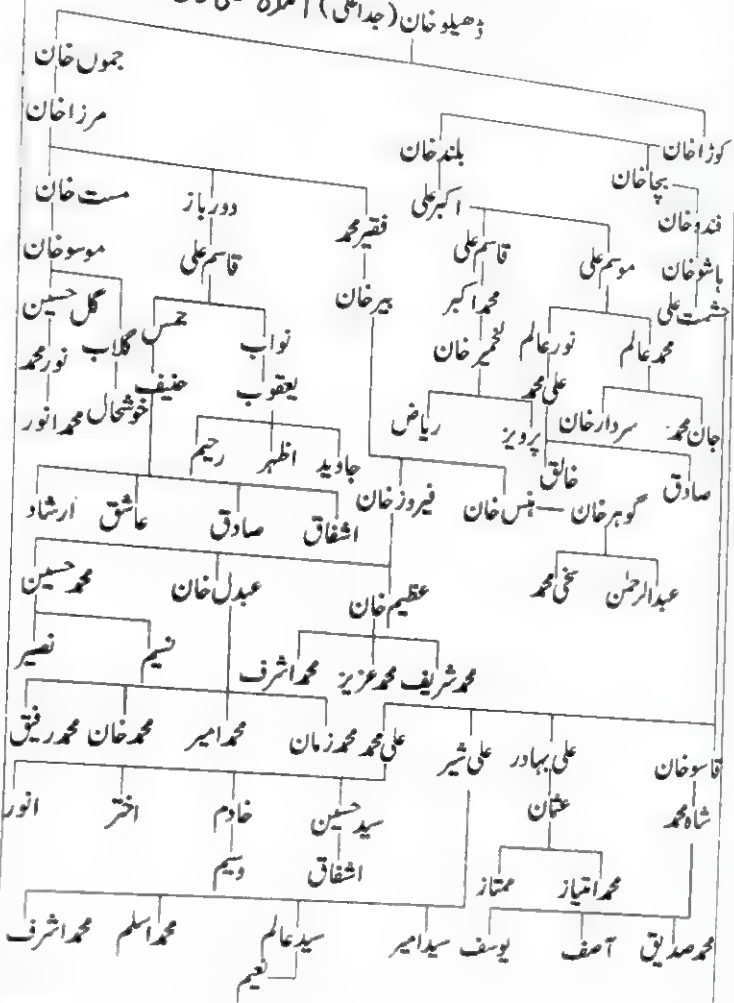 ڈھیلو خان (جد اعلیٰ)
جموں خان
کوڑا خان بلند خان مرزا خان
بچا خان
فندو خان اکبر علی فقیر محمد دور باز مست خان
ہاشو خان موسم علی قاسم علی قاسم علی موسو خان
حشمت علی محمد اکبر بیر خان گل حسین
محمد عالم نور عالم نواب جمس گلاب
علی محمد یعقوب حنیف نور محمد
جان محمد سردار خان پرویز ریاض خوشحال محمد انور
صادق خالق جاوید اظہر رحیم
گوہر خان ہنس خان فیروز خان اشفاق صادق عاشق ارشاد
عبدالرحمٰن سخی محمد عظیم خان عبدل خان محمد حسین
محمد شریف محمد عزیز محمد اشرف نسیم نصیر
قاسو خان علی بہادر علی شیر علی محمد محمد زمان محمد امیر محمد خان محمد رفیق
شاہ محمد عثمان سید حسین خادم اختر انور
محمد امتیاز ممتاز اشفاق وسیم
محمد صدیق آصف یوسف سید امیر سید عالم محمد اسلم محمد اشرف
نعیم